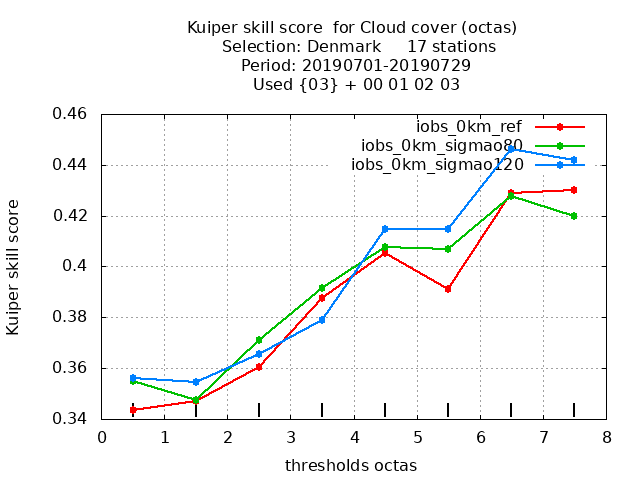 Kuiper skill score  for Cloud cover (octas)
Selection: Denmark     17 stations
Period: 20190701-20190729
Used {03} + 00 01 02 03
iobs_0km_ref
iobs_0km_sigmao80
iobs_0km_sigmao120
Kuiper skill score
0.46
0.44
0.42
0.4
0.38
0.36
0.34
0 1 2 3 4 5 6 7 8
thresholds octas